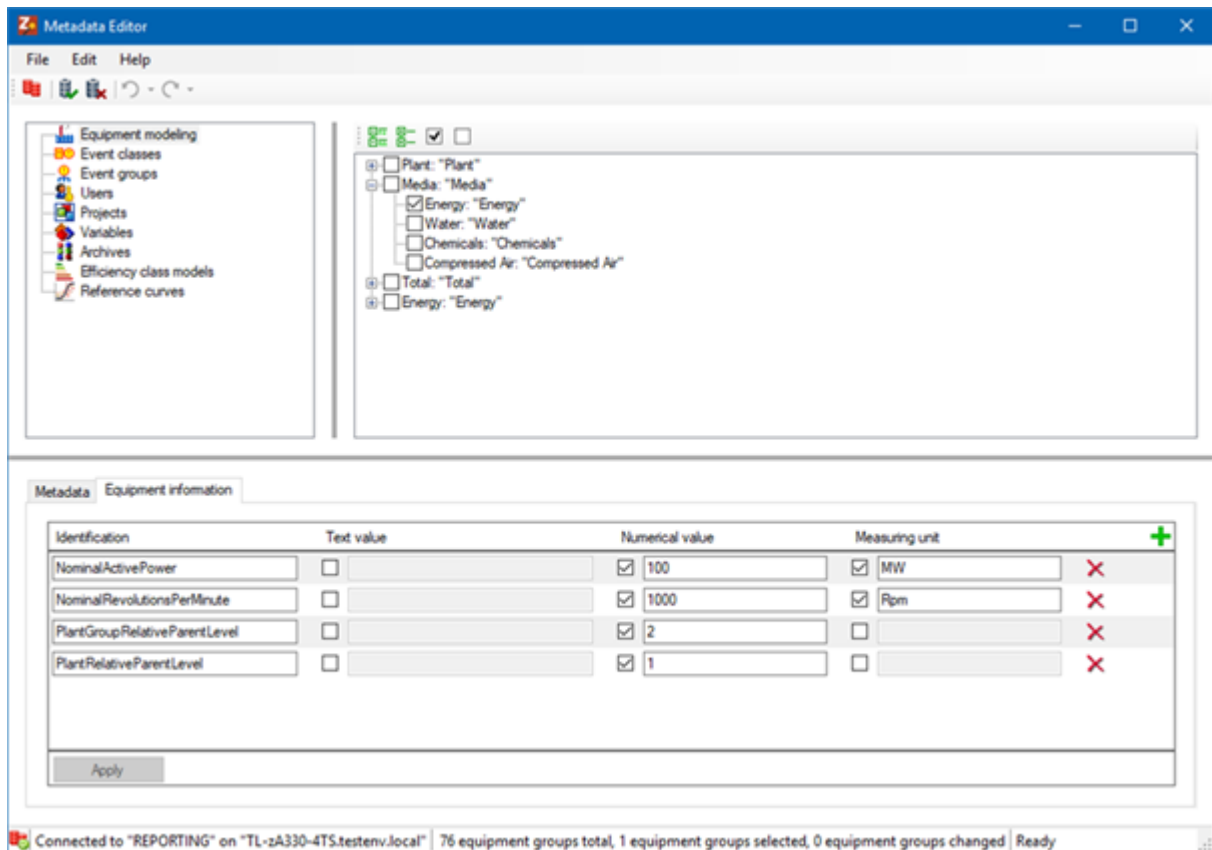 Metadata Editor
File Edit Help
Equipment modeling
Event classes
Event groups
Users
Projects
Variables
Archives
Efficiency class models
Reference curves
Plant: "Plant"
Media: "Media"
Energy: "Energy"
Water: "Water"
Chemicals: "Chemicals"
Compressed Air: "Compressed Air"
Total: "Total"
Energy: "Energy"
Metadata Equipment information
Identification Text value Numerical value Measuring unit
NominalActivePower 100 MW
NominalRevolutionsPerMinute 1000 Rpm
PlantGroupRelativeParentLevel 2
PlantRelativeParentLevel 1
Apply
Connected to "REPORTING" on "TL-zA330-4TS.testenv.local" 76 equipment groups total, 1 equipment groups selected, 0 equipment groups changed Ready